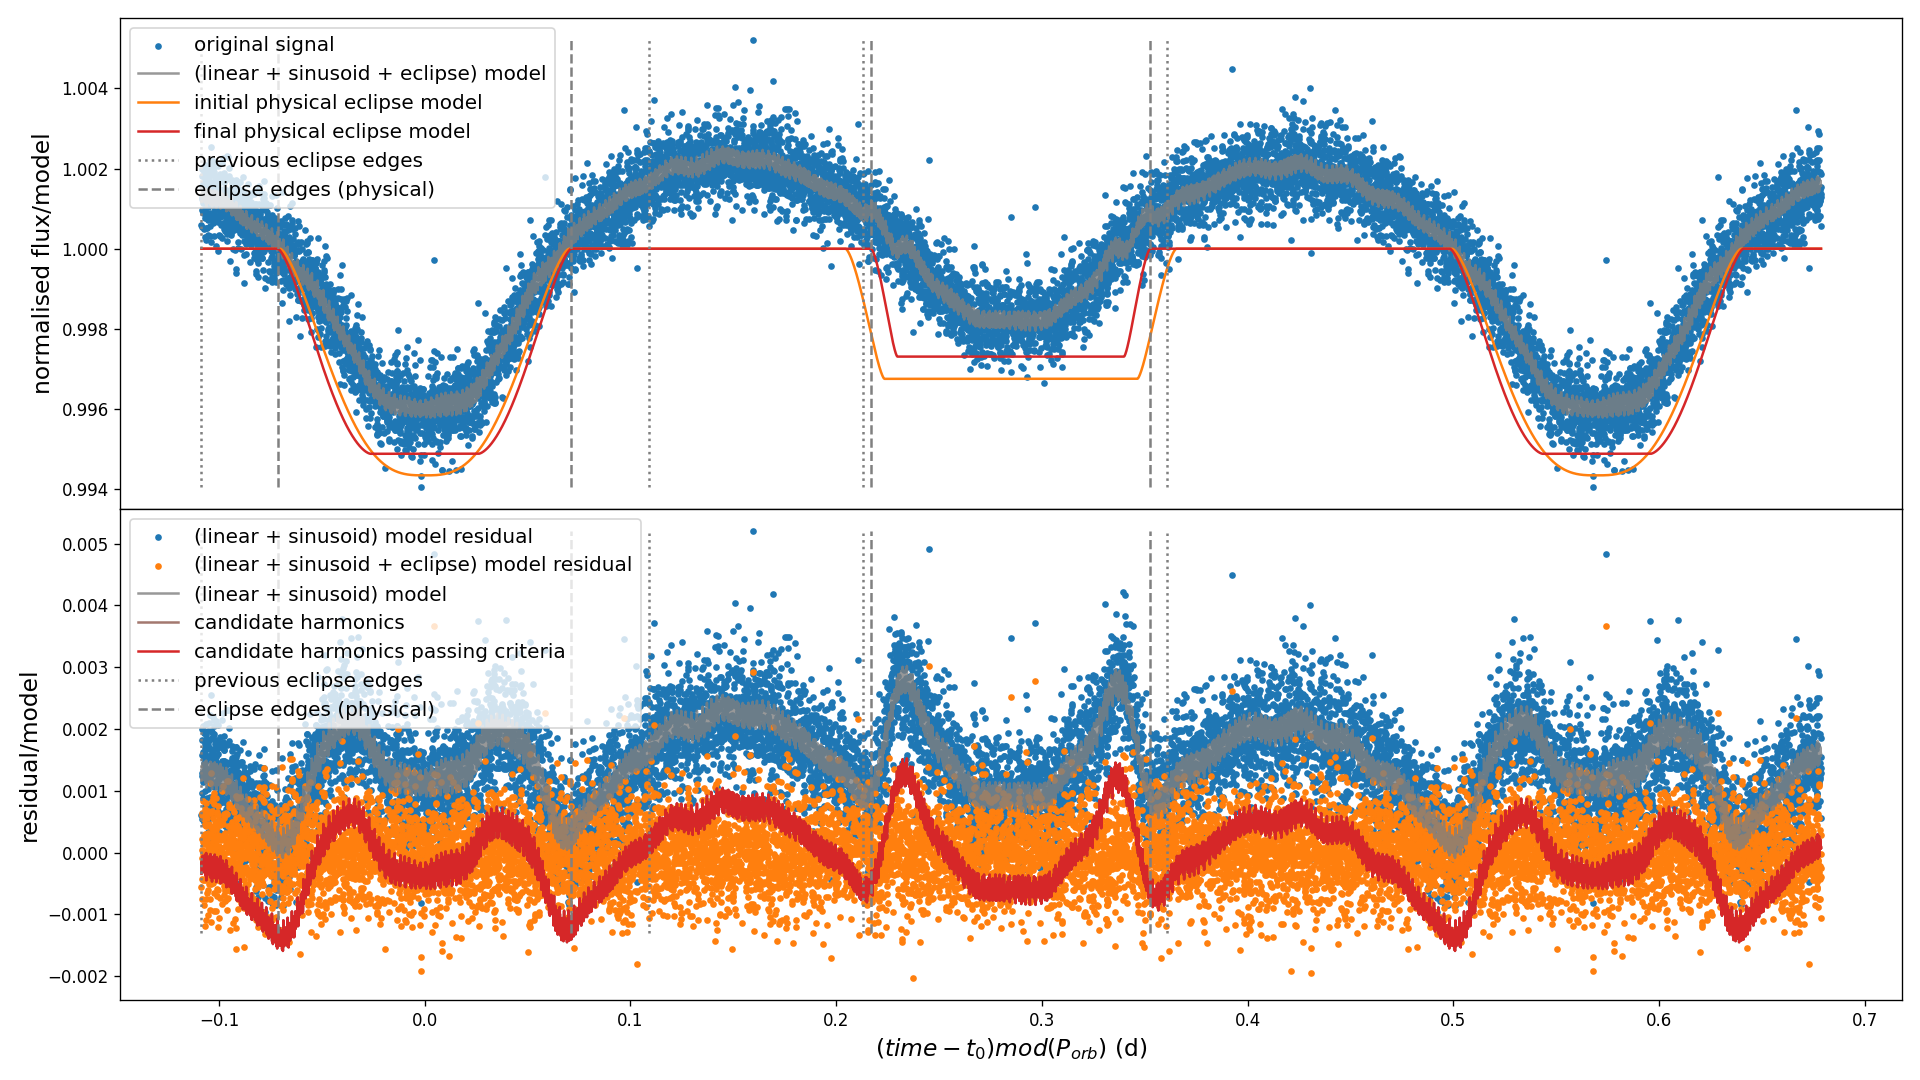 original signal
(linear + sinusoid + eclipse) model
initial physical eclipse model
final physical eclipse model
previous eclipse edges
eclipse edges (physical)
normalised flux/model
1.004
1.002
1.000
0.998
0.996
0.994
(linear + sinusoid) model residual
(linear + sinusoid + eclipse) model residual
(linear + sinusoid) model
candidate harmonics
candidate harmonics passing criteria
previous eclipse edges
eclipse edges (physical)
residual/model
0.005
0.004
0.003
0.002
0.001
0.000
−0.001
−0.002
−0.1 0.0 0.1 0.2 0.3 0.4 0.5 0.6 0.7
(time − t₀)mod(P_orb) (d)